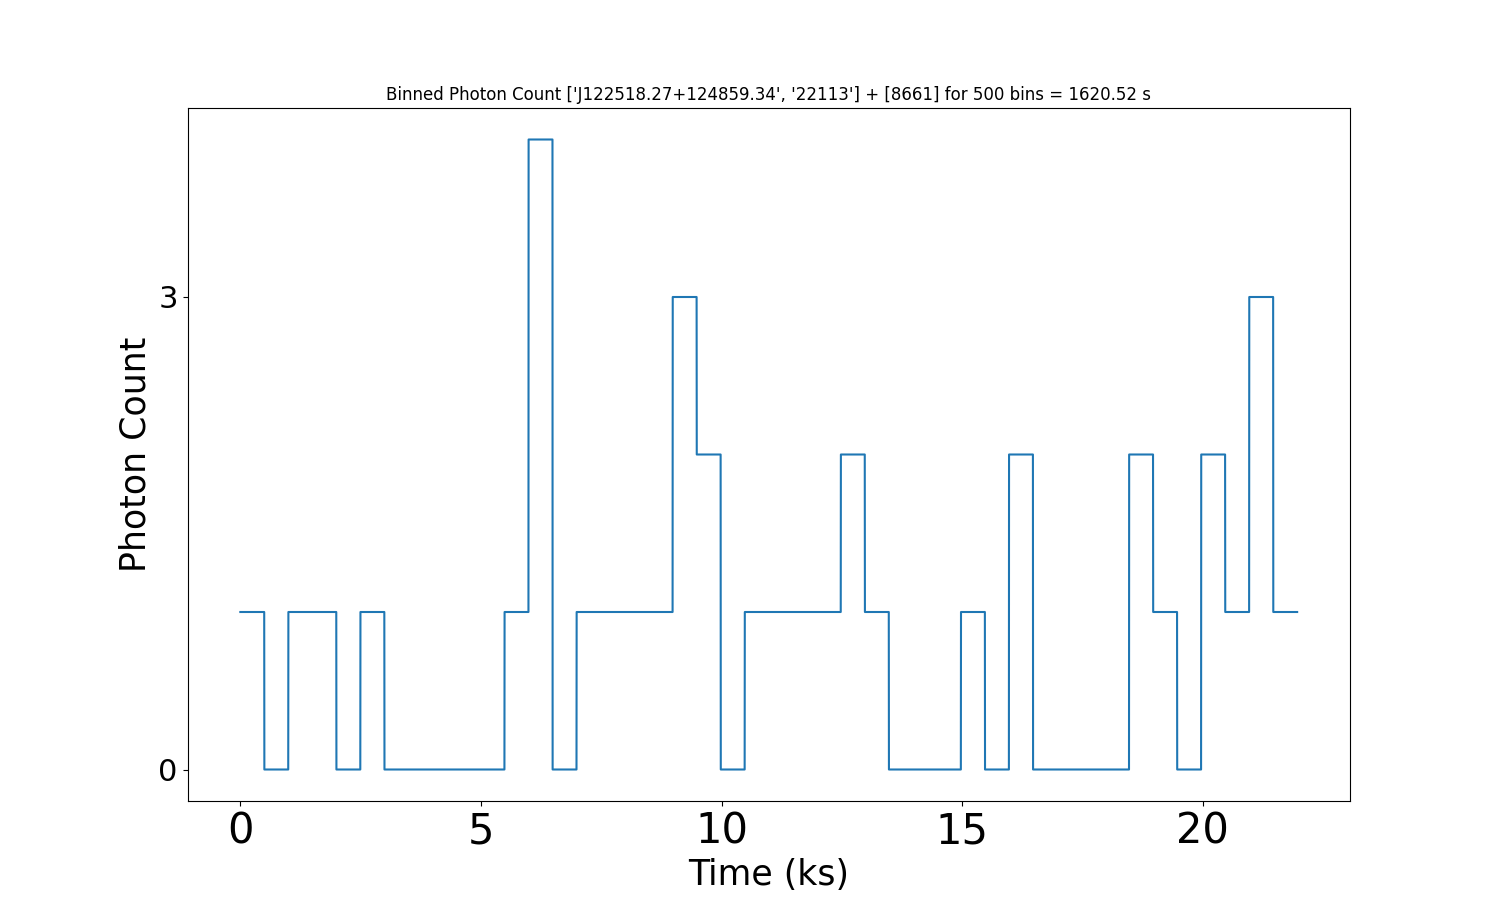 Binned Photon Count ['J122518.27+124859.34', '22113'] + [8661] for 500 bins = 1620.52 s
Photon Count
3
0
0 5 10 15 20
Time (ks)